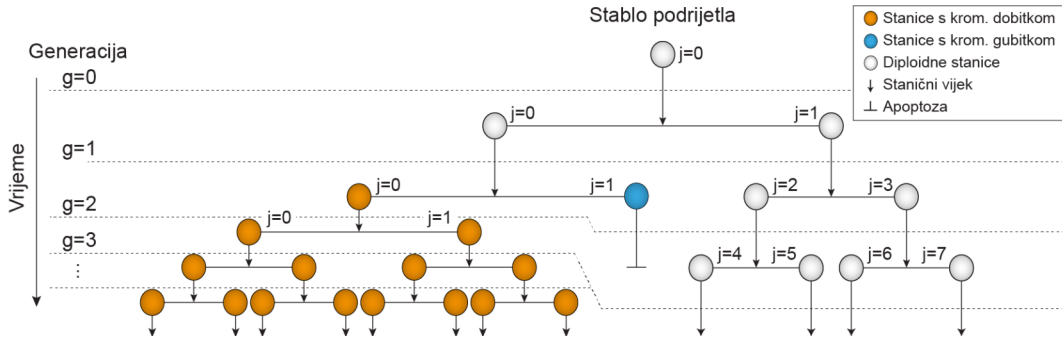 Stablo podrijetla
Stanice s krom. dobitkom
Stanice s krom. gubitkom
Diploidne stanice
Stanični vijek
Apoptoza
Generacija
Vrijeme
g=0
j=0
j=0
j=1
g=1
j=0
j=1
j=2
j=3
g=2
j=0
j=1
g=3
j=4
j=5
j=6
j=7
⋮